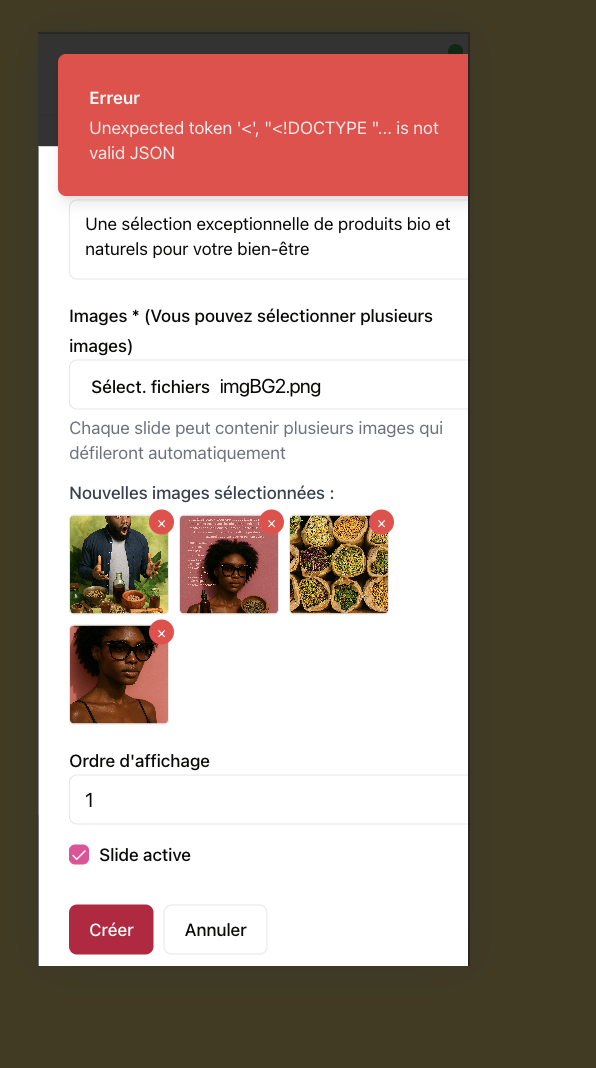 Erreur
Unexpected token '<', "<!DOCTYPE "... is not
valid JSON
Une sélection exceptionnelle de produits bio et
naturels pour votre bien-être
Images * (Vous pouvez sélectionner plusieurs
images)
Sélect. fichiers imgBG2.png
Chaque slide peut contenir plusieurs images qui
défileront automatiquement
Nouvelles images sélectionnées :
×
×
×
×
Ordre d'affichage
1
Slide active
Créer
Annuler